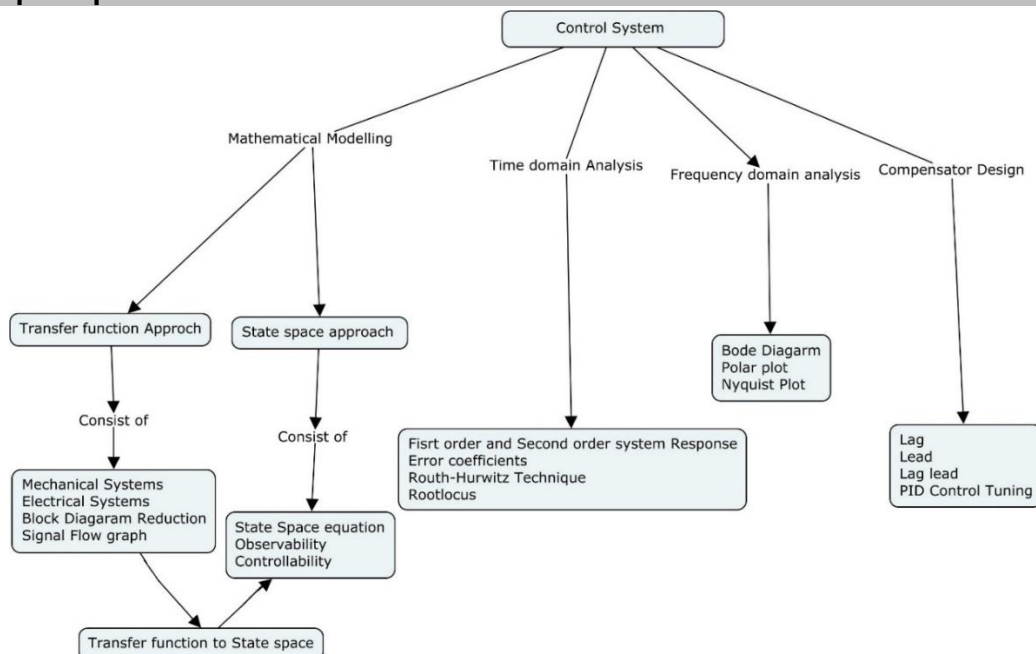 Control System
Mathematical Modelling
Time domain Analysis
Frequency domain analysis
Compensator Design
Transfer function Approch
State space approach
Bode Diagarm
Polar plot
Nyquist Plot
Consist of
Consist of
Fisrt order and Second order system Response
Error coefficients
Routh-Hurwitz Technique
Rootlocus
Lag
Lead
Lag lead
PID Control Tuning
Mechanical Systems
Electrical Systems
Block Diagaram Reduction
Signal Flow graph
State Space equation
Observability
Controllability
Transfer function to State space